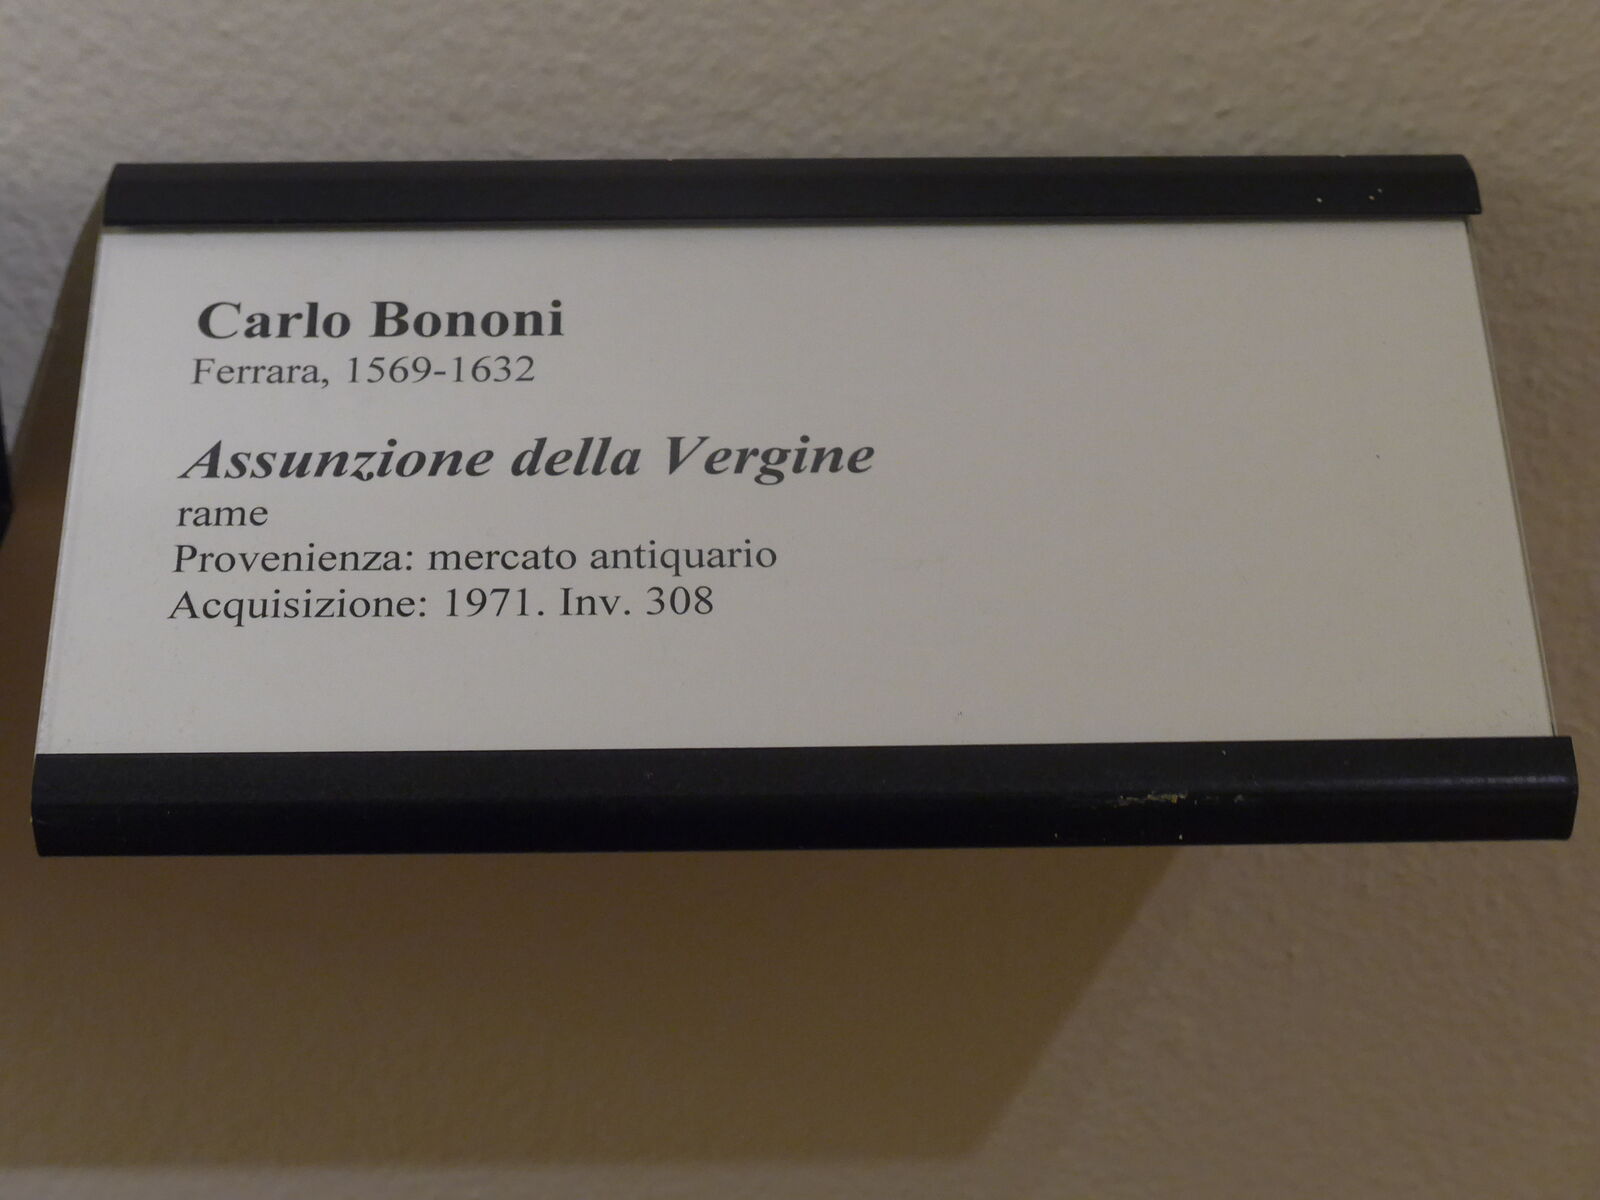 Carlo Bononi
Ferrara, 1569-1632
Assunzione della Vergine
rame
Provenienza: mercato antiquario
Acquisizione: 1971. Inv. 308